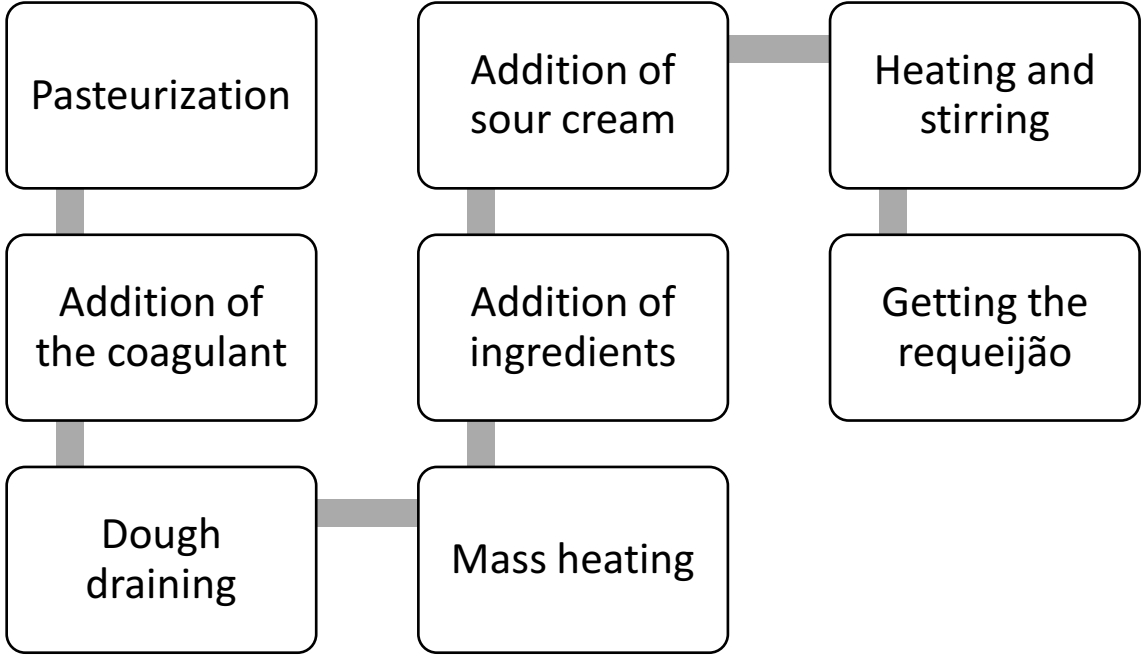 Pasteurization
Addition of
the coagulant
Dough
draining
Mass heating
Addition of
ingredients
Addition of
sour cream
Heating and
stirring
Getting the
requeijão